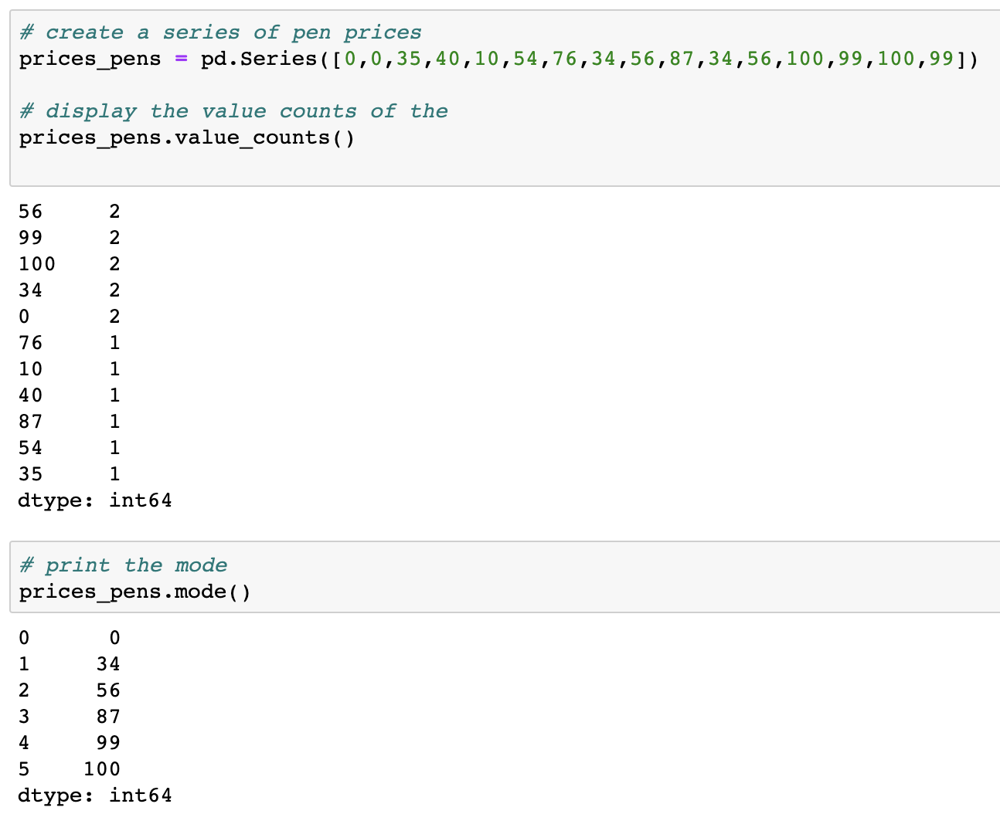 # create a series of pen prices
prices_pens = pd.Series([0,0,35,40,10,54,76,34,56,87,34,56,100,99,100,99])
# display the value counts of the
prices_pens.value_counts()
56     2
99     2
100    2
34     2
0      2
76     1
10     1
40     1
87     1
54     1
35     1
dtype: int64
# print the mode
prices_pens.mode()
0      0
1     34
2     56
3     87
4     99
5    100
dtype: int64